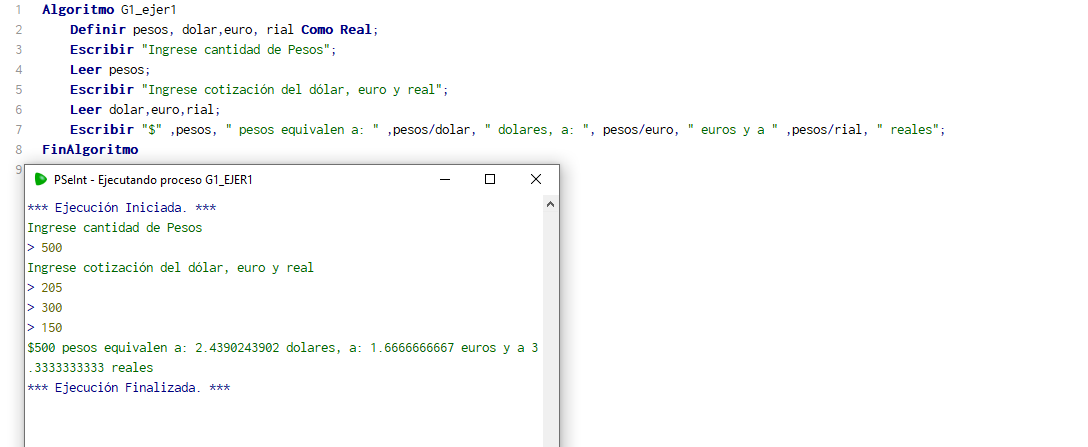 1 Algoritmo G1_ejer1
2 Definir pesos, dolar,euro, rial Como Real;
3 Escribir "Ingrese cantidad de Pesos";
4 Leer pesos;
5 Escribir "Ingrese cotización del dólar, euro y real";
6 Leer dolar,euro,rial;
7 Escribir "$" ,pesos, " pesos equivalen a: " ,pesos/dolar, " dolares, a: ", pesos/euro, " euros y a " ,pesos/rial, " reales";
8 FinAlgoritmo
9
PSeInt - Ejecutando proceso G1_EJER1
*** Ejecución Iniciada. ***
Ingrese cantidad de Pesos
> 500
Ingrese cotización del dólar, euro y real
> 205
> 300
> 150
$500 pesos equivalen a: 2.4390243902 dolares, a: 1.6666666667 euros y a 3
.3333333333 reales
*** Ejecución Finalizada. ***